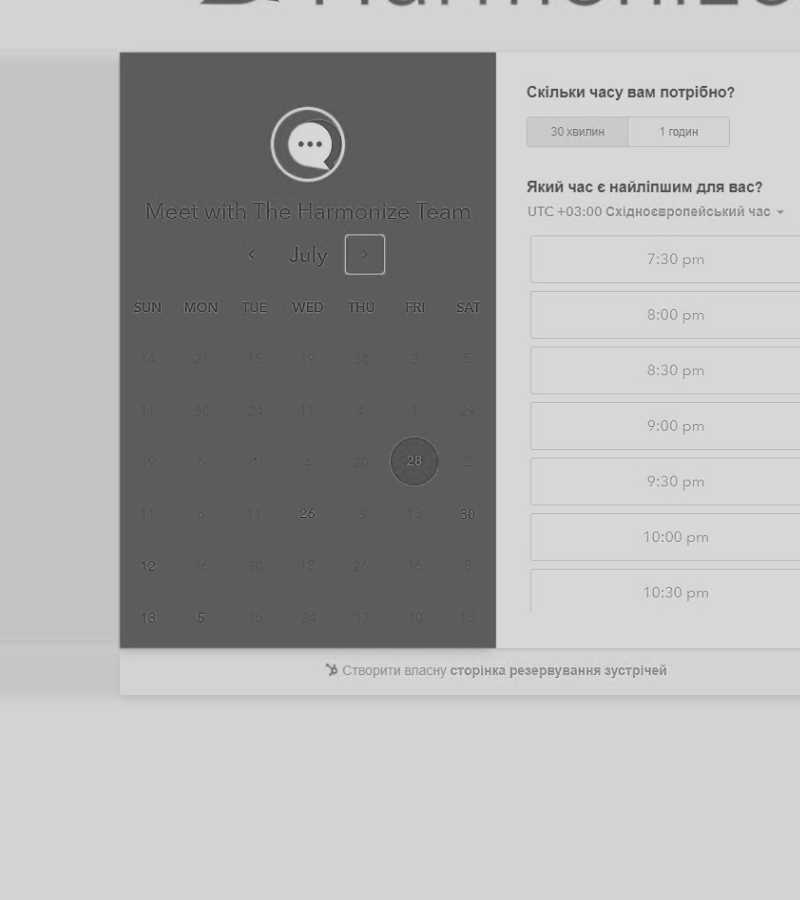 Harmonize
Meet with The Harmonize Team
July
SUN MON TUE WED THU FRI SAT
14 21 15 19 30 3 5
11 30 24 11 4 1 29
19 6 1 4 20 28 2
11 6 11 26 3 13 30
12 16 30 12 26 16 8
13 5 16 24 17 10 13
Скільки часу вам потрібно?
30 хвилин 1 годин
Який час є найліпшим для вас?
UTC +03:00 Східноєвропейський час
7:30 pm
8:00 pm
8:30 pm
9:00 pm
9:30 pm
10:00 pm
10:30 pm
Створити власну сторінка резервування зустрічей